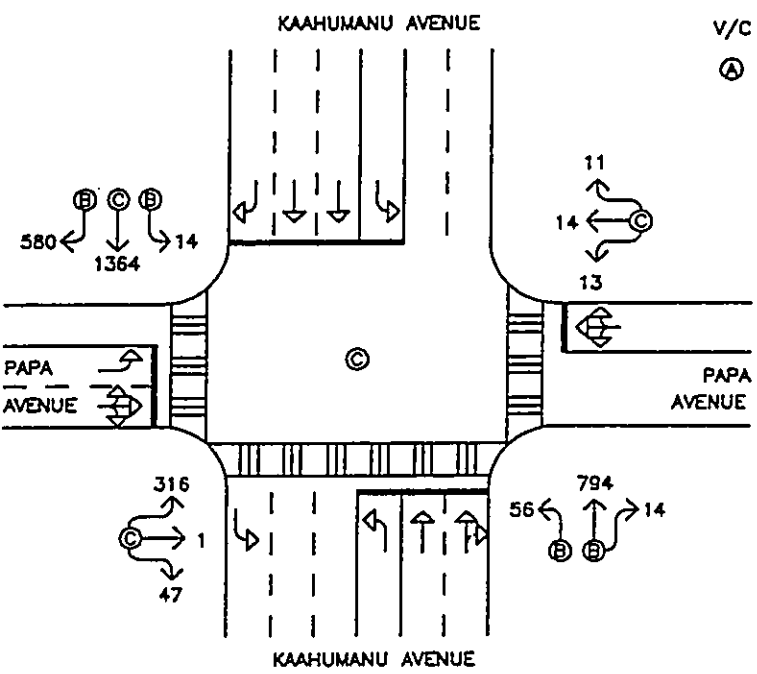 KAAHUMANU AVENUE
V/C
A
11
B C B
14 C
580 14
1364
13
PAPA
AVENUE
C
PAPA
AVENUE
316
C 1
47
794
56 14
B B
KAAHUMANU AVENUE